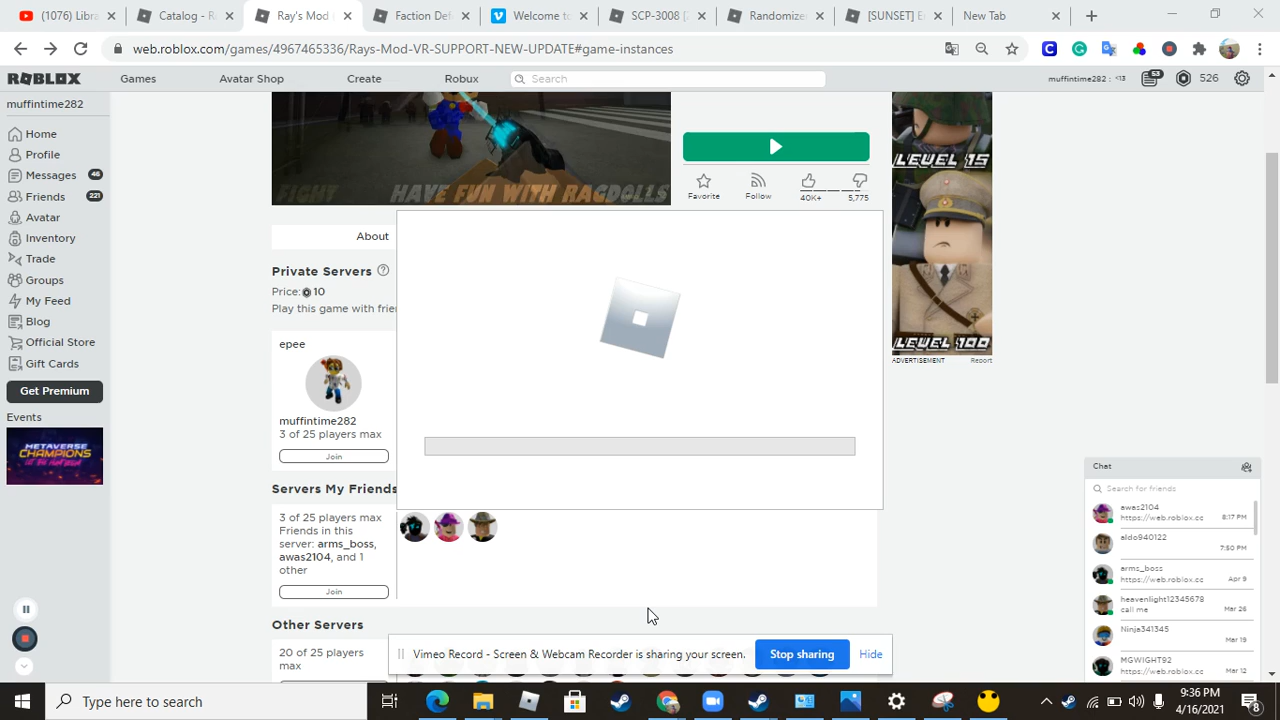 (1076) Libra
Catalog - R
Ray's Mod
Faction Def
Welcome to
SCP-3008 [
Randomize
[SUNSET] E
New Tab
web.roblox.com/games/4967465336/Rays-Mod-VR-SUPPORT-NEW-UPDATE#game-instances
ROBLOX
Games
Avatar Shop
Create
Robux
Search
muffintime282 : <13
53
526
muffintime282
Home
Profile
Messages 46
Friends 221
Avatar
Inventory
Trade
Groups
My Feed
Blog
Official Store
Gift Cards
Get Premium
Events
METAVERSE
CHAMPIONS
FIGHT
HAVE FUN WITH RAGDOLLS
Favorite
Follow
40K+
5,775
LEVEL 15
LEVEL 100
ADVERTISEMENT
Report
About
Private Servers
Price: 10
Play this game with frie
epee
muffintime282
3 of 25 players max
Join
Servers My Friends
3 of 25 players max
Friends in this
server: arms_boss,
awas2104, and 1
other
Join
Other Servers
20 of 25 players
max
Chat
Search for friends
awas2104
https://web.roblox.cc 8:17 PM
aldo940122
7:50 PM
arms_boss
https://web.roblox.cc Apr 9
heavenlight12345678
call me Mar 26
Ninja341345
Mar 19
MGWIGHT92
Mar 12
Vimeo Record - Screen & Webcam Recorder is sharing your screen.
Stop sharing
Hide
Type here to search
9:36 PM
4/16/2021
8